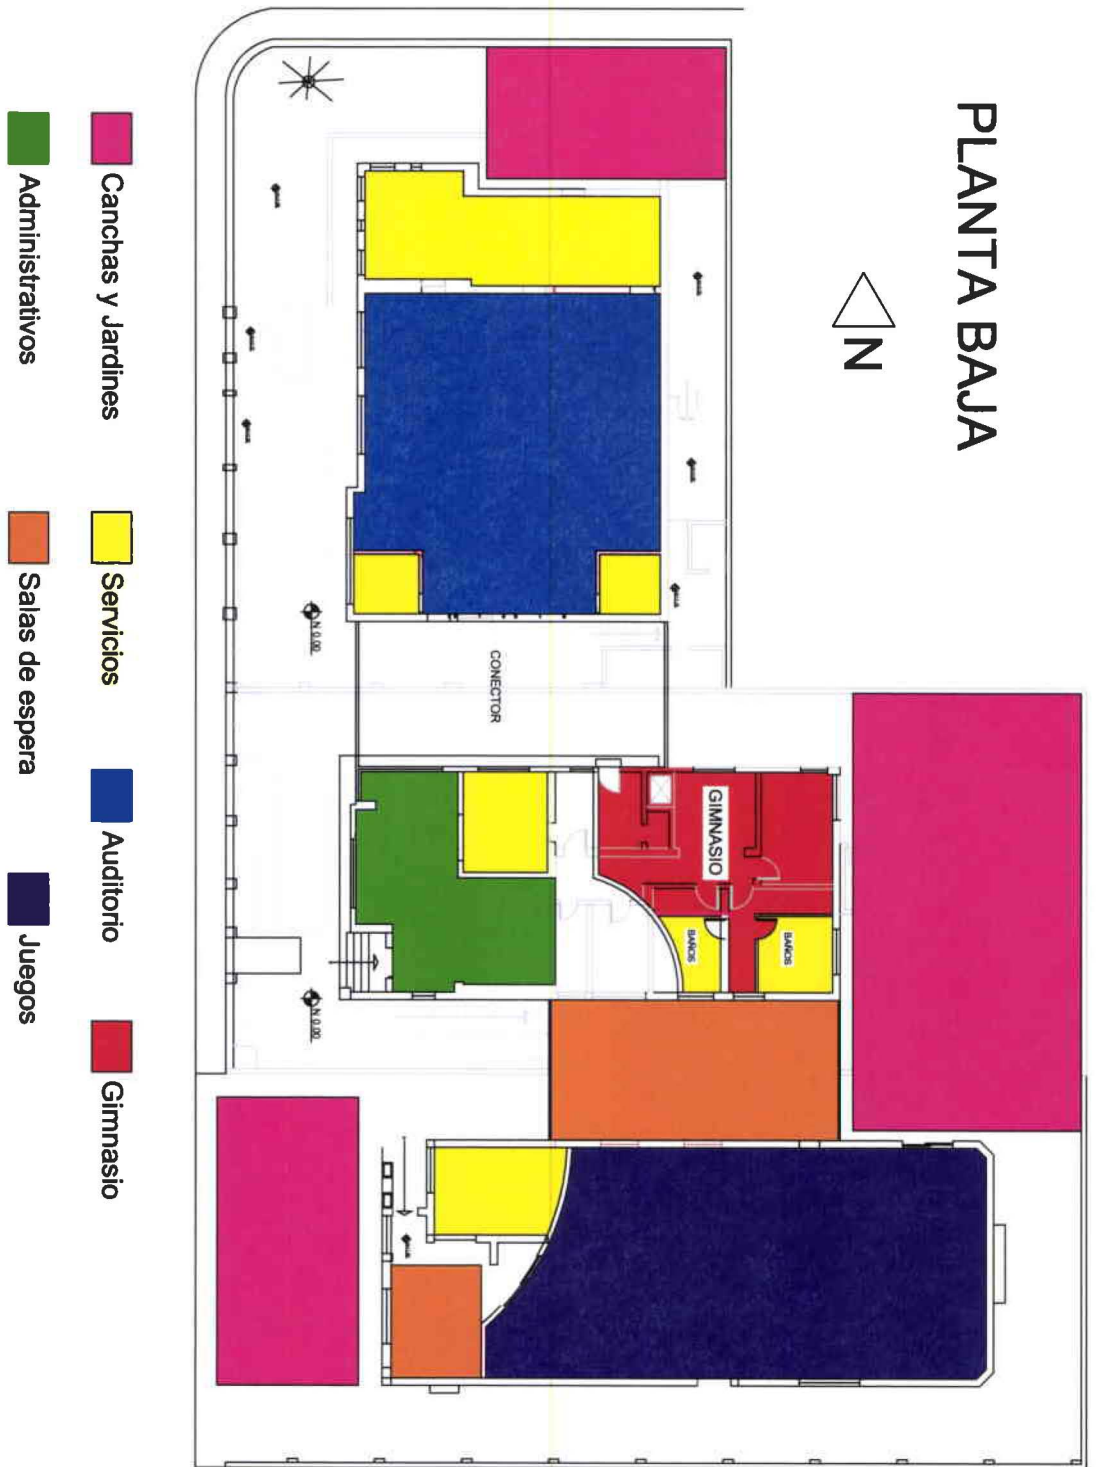 PLANTA BAJA
N
CONECTOR
GIMNASIO
BAÑOS
BAÑOS
N 0.00
N 0.00
Canchas y Jardines
Servicios
Auditorio
Gimnasio
Administrativos
Salas de espera
Juegos